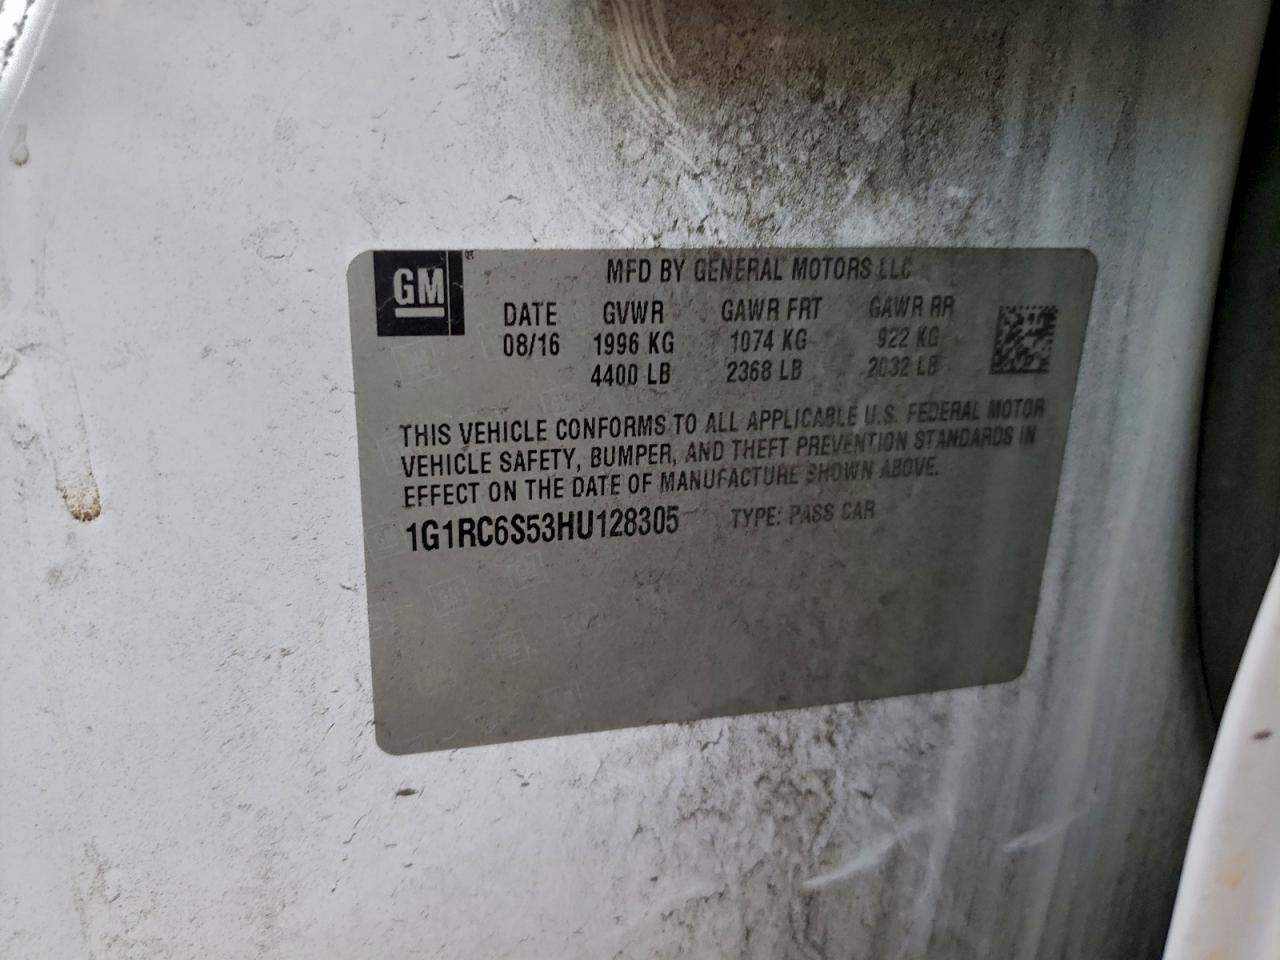 GM ®
MFD BY GENERAL MOTORS LLC
DATE GVWR GAWR FRT GAWR RR
08/16 1996 KG 1074 KG 922 KG
4400 LB 2368 LB 2032 LB
THIS VEHICLE CONFORMS TO ALL APPLICABLE U.S. FEDERAL MOTOR
VEHICLE SAFETY, BUMPER, AND THEFT PREVENTION STANDARDS IN
EFFECT ON THE DATE OF MANUFACTURE SHOWN ABOVE.
1G1RC6S53HU128305 TYPE: PASS CAR